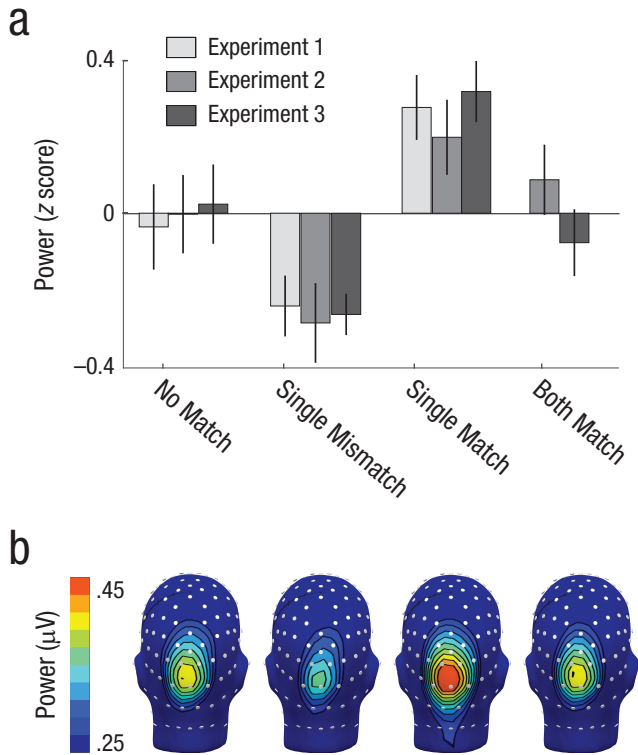 a
0.4
Experiment 1
Experiment 2
Experiment 3
Power (z score)
0
–0.4
No Match
Single Mismatch
Single Match
Both Match
b
Power (µV)
.45
.25